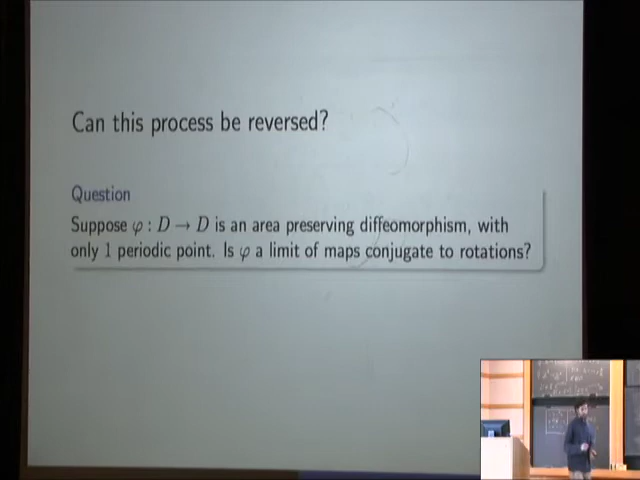 Can this process be reversed?
Question
Suppose φ : D → D is an area preserving diffeomorphism, with
only 1 periodic point. Is φ a limit of maps conjugate to rotations?